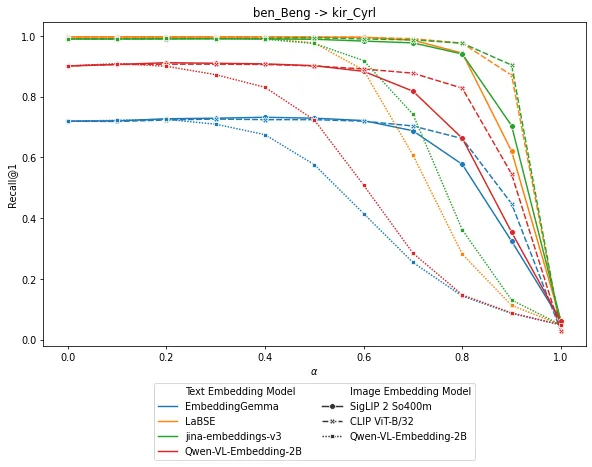 ben_Beng -> kir_Cyrl
Recall@1
1.0
0.8
0.6
0.4
0.2
0.0
0.0 0.2 0.4 0.6 0.8 1.0
α
Text Embedding Model
EmbeddingGemma
LaBSE
jina-embeddings-v3
Qwen-VL-Embedding-2B
Image Embedding Model
SigLIP 2 So400m
CLIP ViT-B/32
Qwen-VL-Embedding-2B